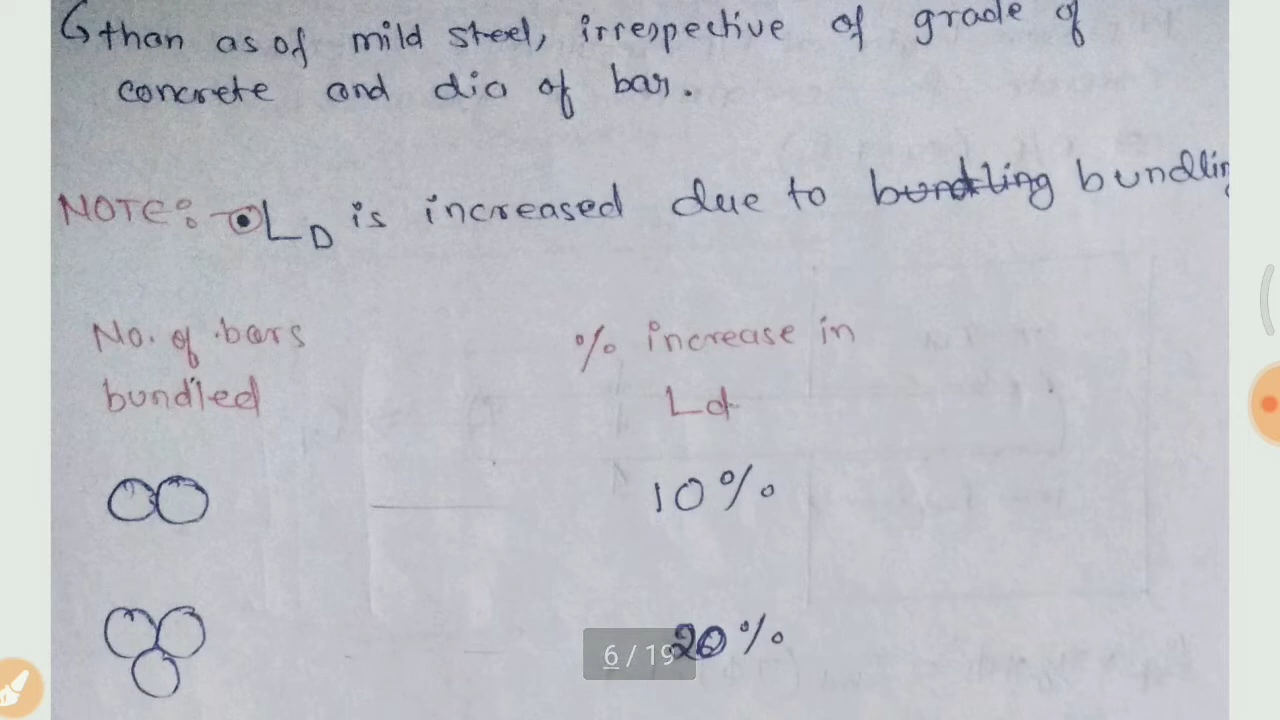 than as of mild steel, irrespective of grade of
concrete and dia of bar.
NOTE: LD is increased due to bundling bundlin
No. of bars % increase in
bundled Ld
10%
20%
6 / 19